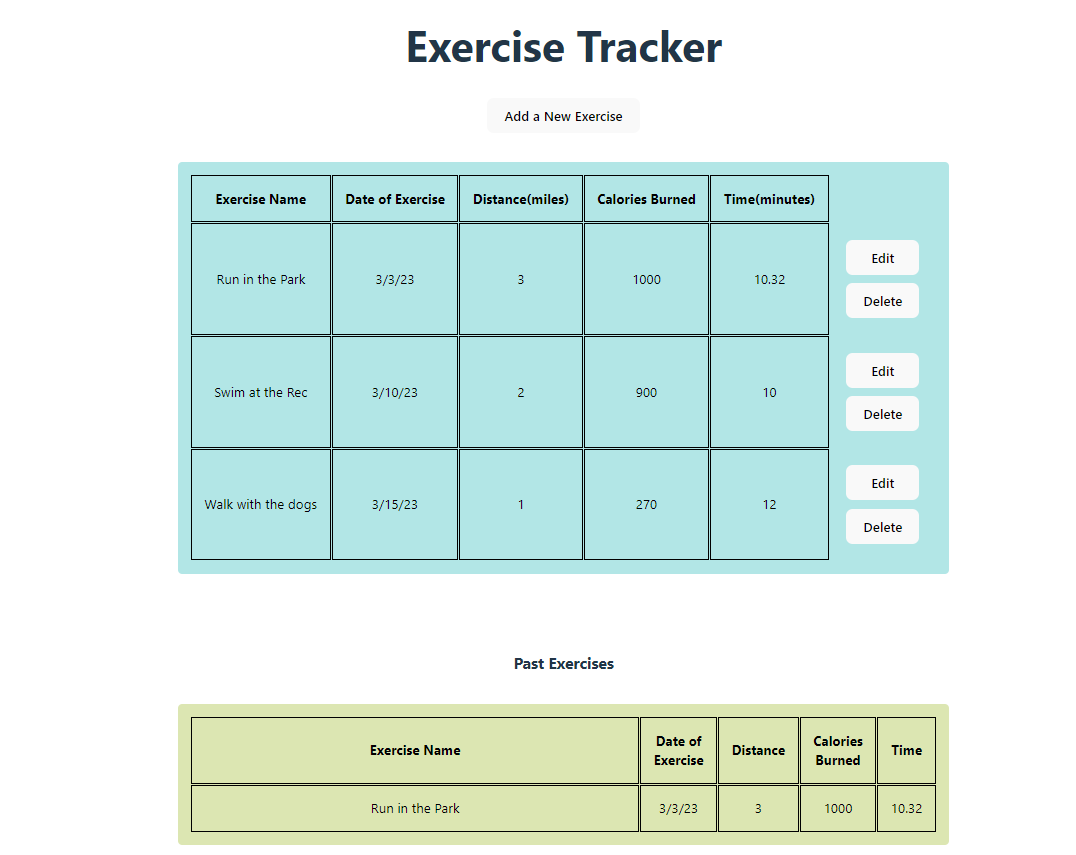 Exercise Tracker
Add a New Exercise
Exercise Name Date of Exercise Distance(miles) Calories Burned Time(minutes)
Run in the Park 3/3/23 3 1000 10.32
Edit
Delete
Swim at the Rec 3/10/23 2 900 10
Edit
Delete
Walk with the dogs 3/15/23 1 270 12
Edit
Delete
Past Exercises
Exercise Name Date of Exercise Distance Calories Burned Time
Run in the Park 3/3/23 3 1000 10.32